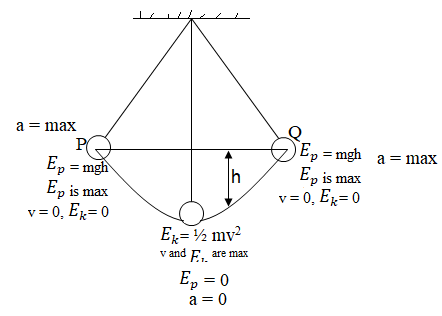 a = max
P
Eₚ = mgh
Eₚ is max
v = 0, Eₖ= 0
Q
Eₚ = mgh
a = max
Eₚ is max
v = 0, Eₖ= 0
h
Eₖ= ½ mv²
v and Eₖ are max
Eₚ = 0
a = 0